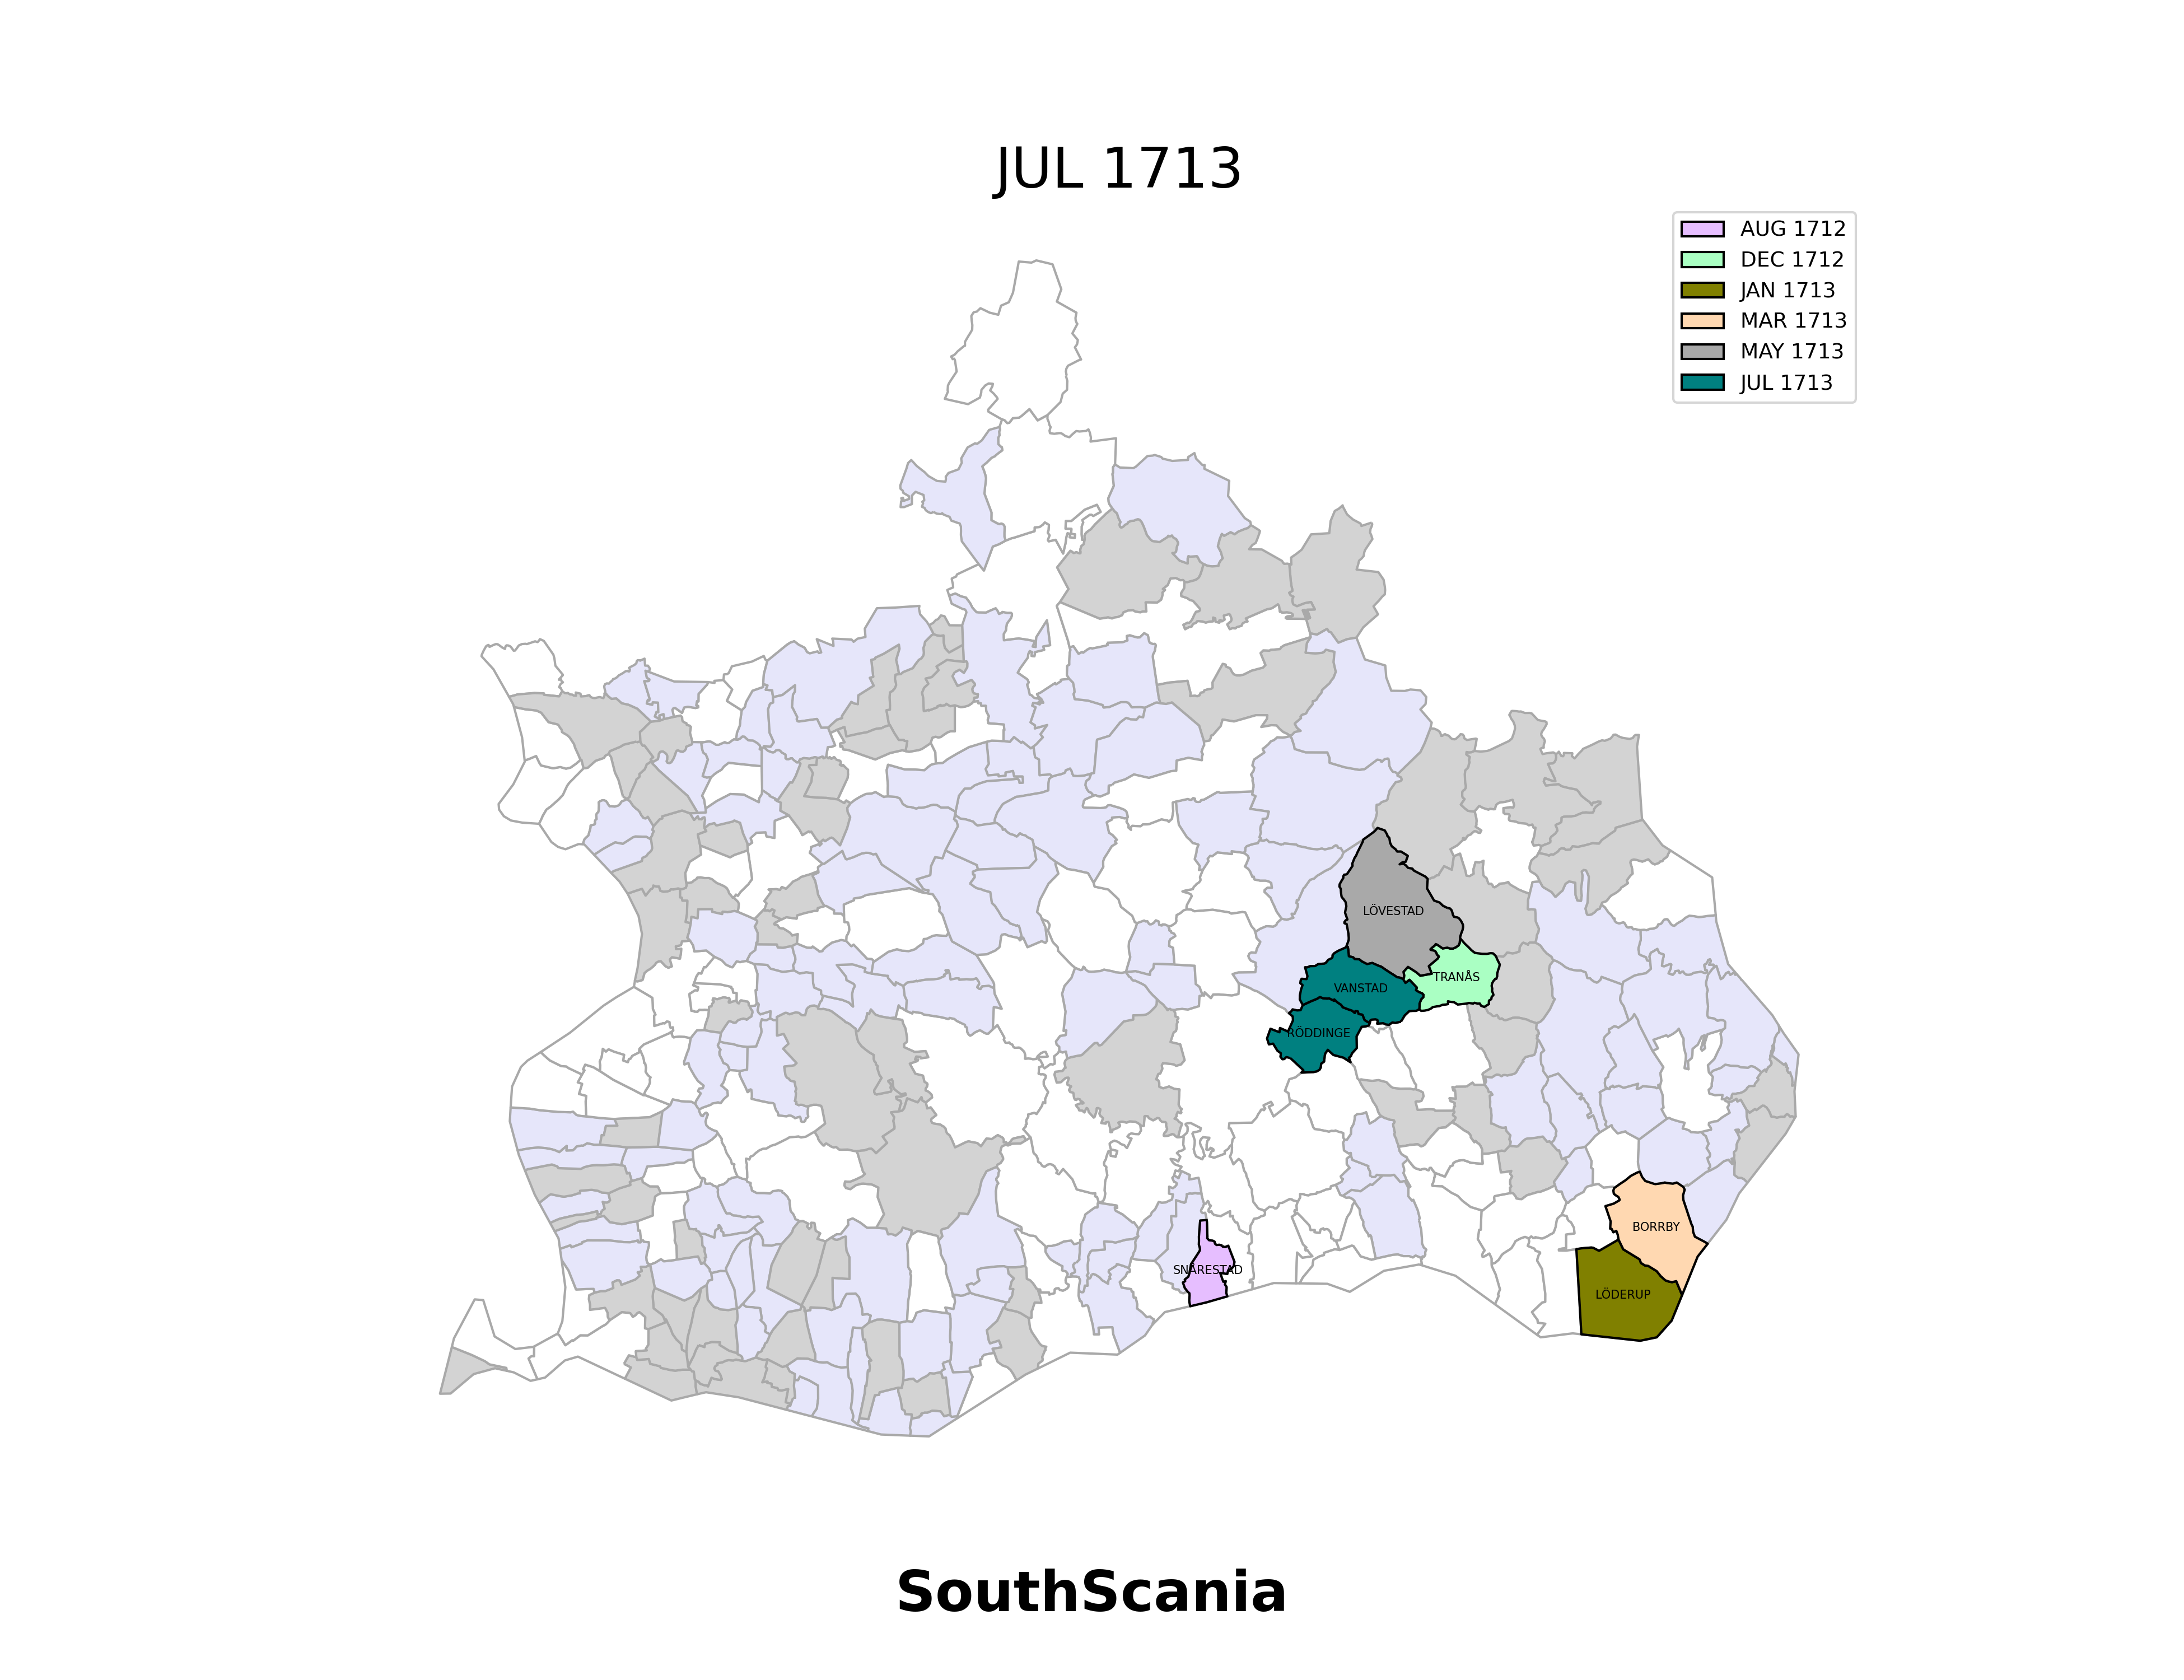 JUL 1713
AUG 1712
DEC 1712
JAN 1713
MAR 1713
MAY 1713
JUL 1713
LÖVESTAD
TRANÅS
VANSTAD
RÖDDINGE
BORRBY
SNÅRESTAD
LÖDERUP
SouthScania